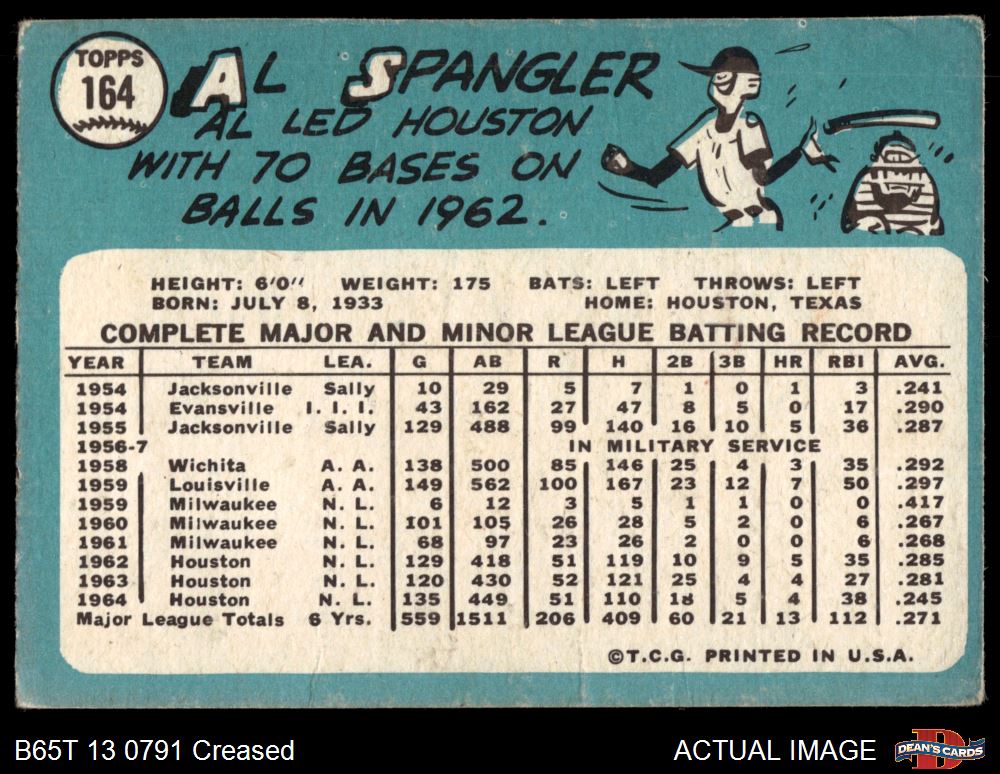 TOPPS
164
AL SPANGLER
AL LED HOUSTON
WITH 70 BASES ON
BALLS IN 1962.
HEIGHT: 6'0" WEIGHT: 175 BATS: LEFT THROWS: LEFT
BORN: JULY 8, 1933 HOME: HOUSTON, TEXAS
COMPLETE MAJOR AND MINOR LEAGUE BATTING RECORD
YEAR TEAM LEA. G AB R H 2B 3B HR RBI AVG.
1954 Jacksonville Sally 10 29 5 7 1 0 1 3 .241
1954 Evansville I. I. I. 43 162 27 47 8 5 0 17 .290
1955 Jacksonville Sally 129 488 99 140 16 10 5 36 .287
1956-7 IN MILITARY SERVICE
1958 Wichita A. A. 138 500 85 146 25 4 3 35 .292
1959 Louisville A. A. 149 562 100 167 23 12 7 50 .297
1959 Milwaukee N. L. 6 12 3 5 1 1 0 0 .417
1960 Milwaukee N. L. 101 105 26 28 5 2 0 6 .267
1961 Milwaukee N. L. 68 97 23 26 2 0 0 6 .268
1962 Houston N. L. 129 418 51 119 10 9 5 35 .285
1963 Houston N. L. 120 430 52 121 25 4 4 27 .281
1964 Houston N. L. 135 449 51 110 18 5 4 38 .245
Major League Totals 6 Yrs. 559 1511 206 409 60 21 13 112 .271
©T.C.G. PRINTED IN U.S.A.
B65T 13 0791 Creased
ACTUAL IMAGE
D
DEAN'S CARDS